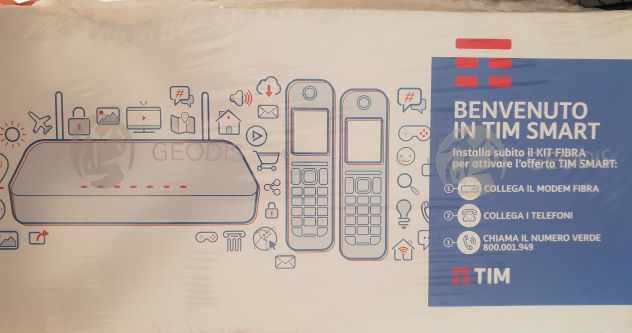 GEODIS
BENVENUTO
IN TIM SMART
Installa subito il KIT FIBRA
per attivare l'offerta TIM SMART:
1 COLLEGA IL MODEM FIBRA
2 COLLEGA I TELEFONI
3 CHIAMA IL NUMERO VERDE
800.001.949
TIM